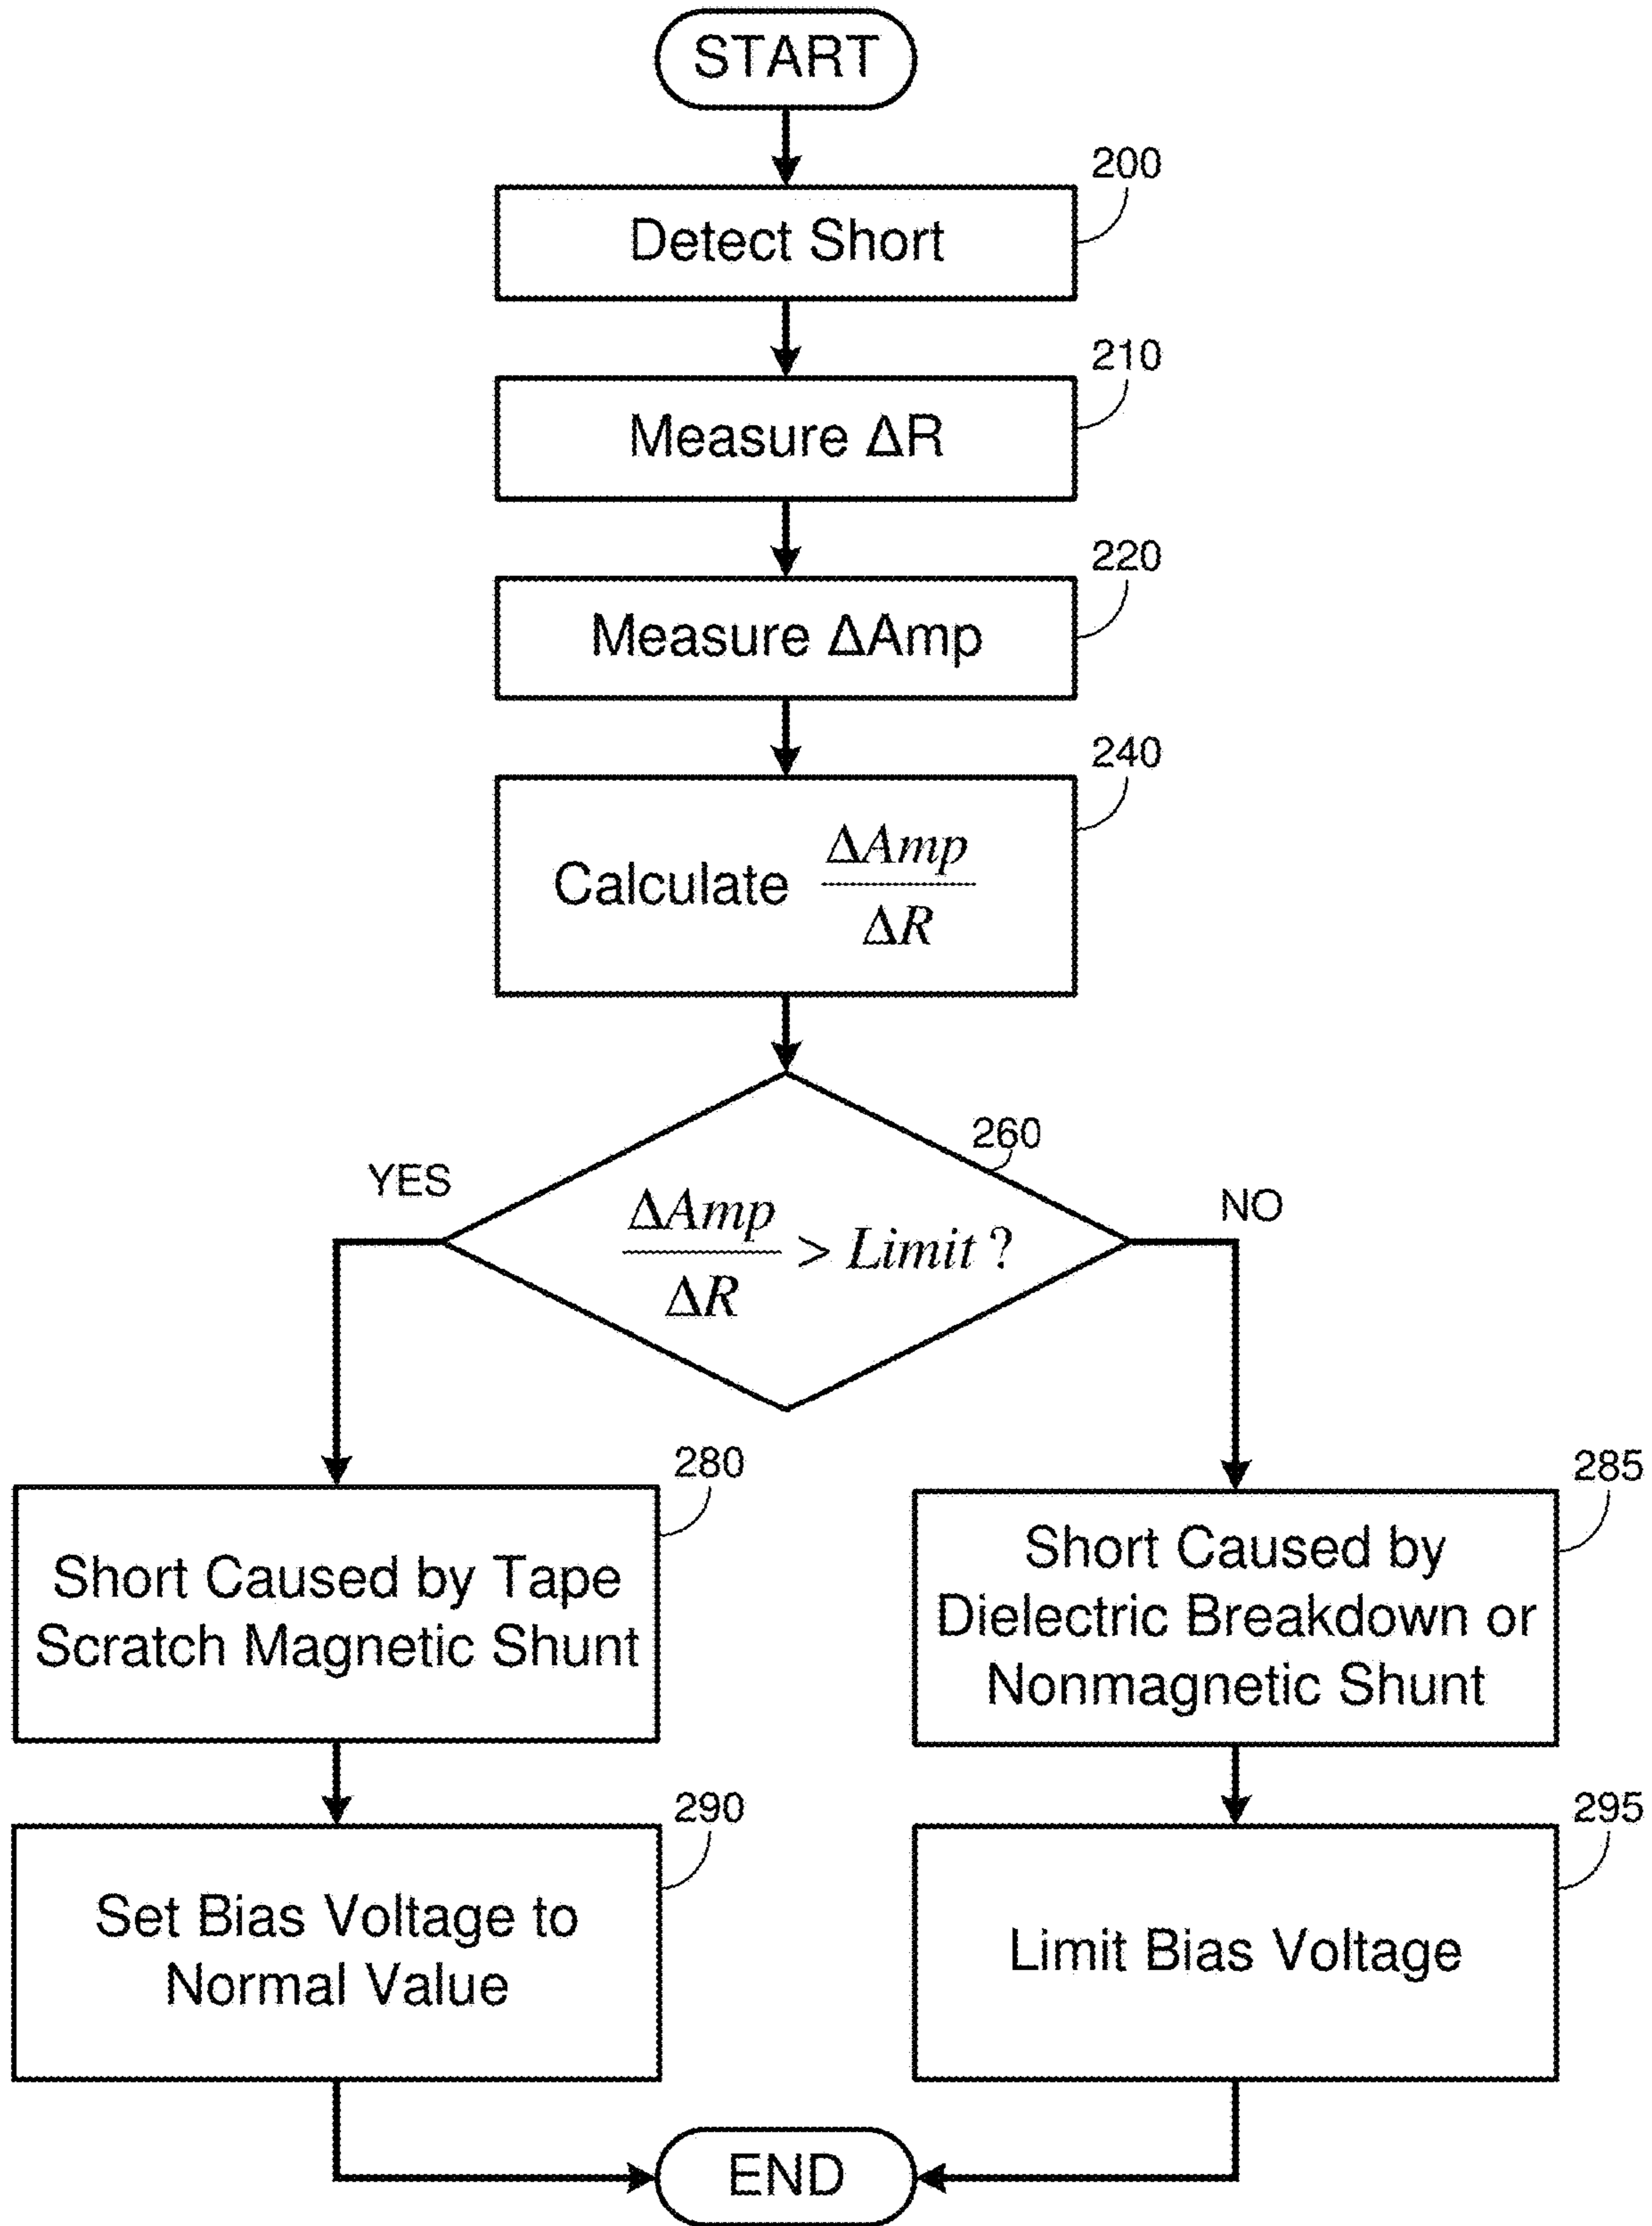 START
200
Detect Short
210
Measure ΔR
220
Measure ΔAmp
240
Calculate ΔAmp
ΔR
260
YES
NO
ΔAmp
> Limit ?
ΔR
280
Short Caused by Tape
Scratch Magnetic Shunt
285
Short Caused by
Dielectric Breakdown or
Nonmagnetic Shunt
290
Set Bias Voltage to
Normal Value
295
Limit Bias Voltage
END